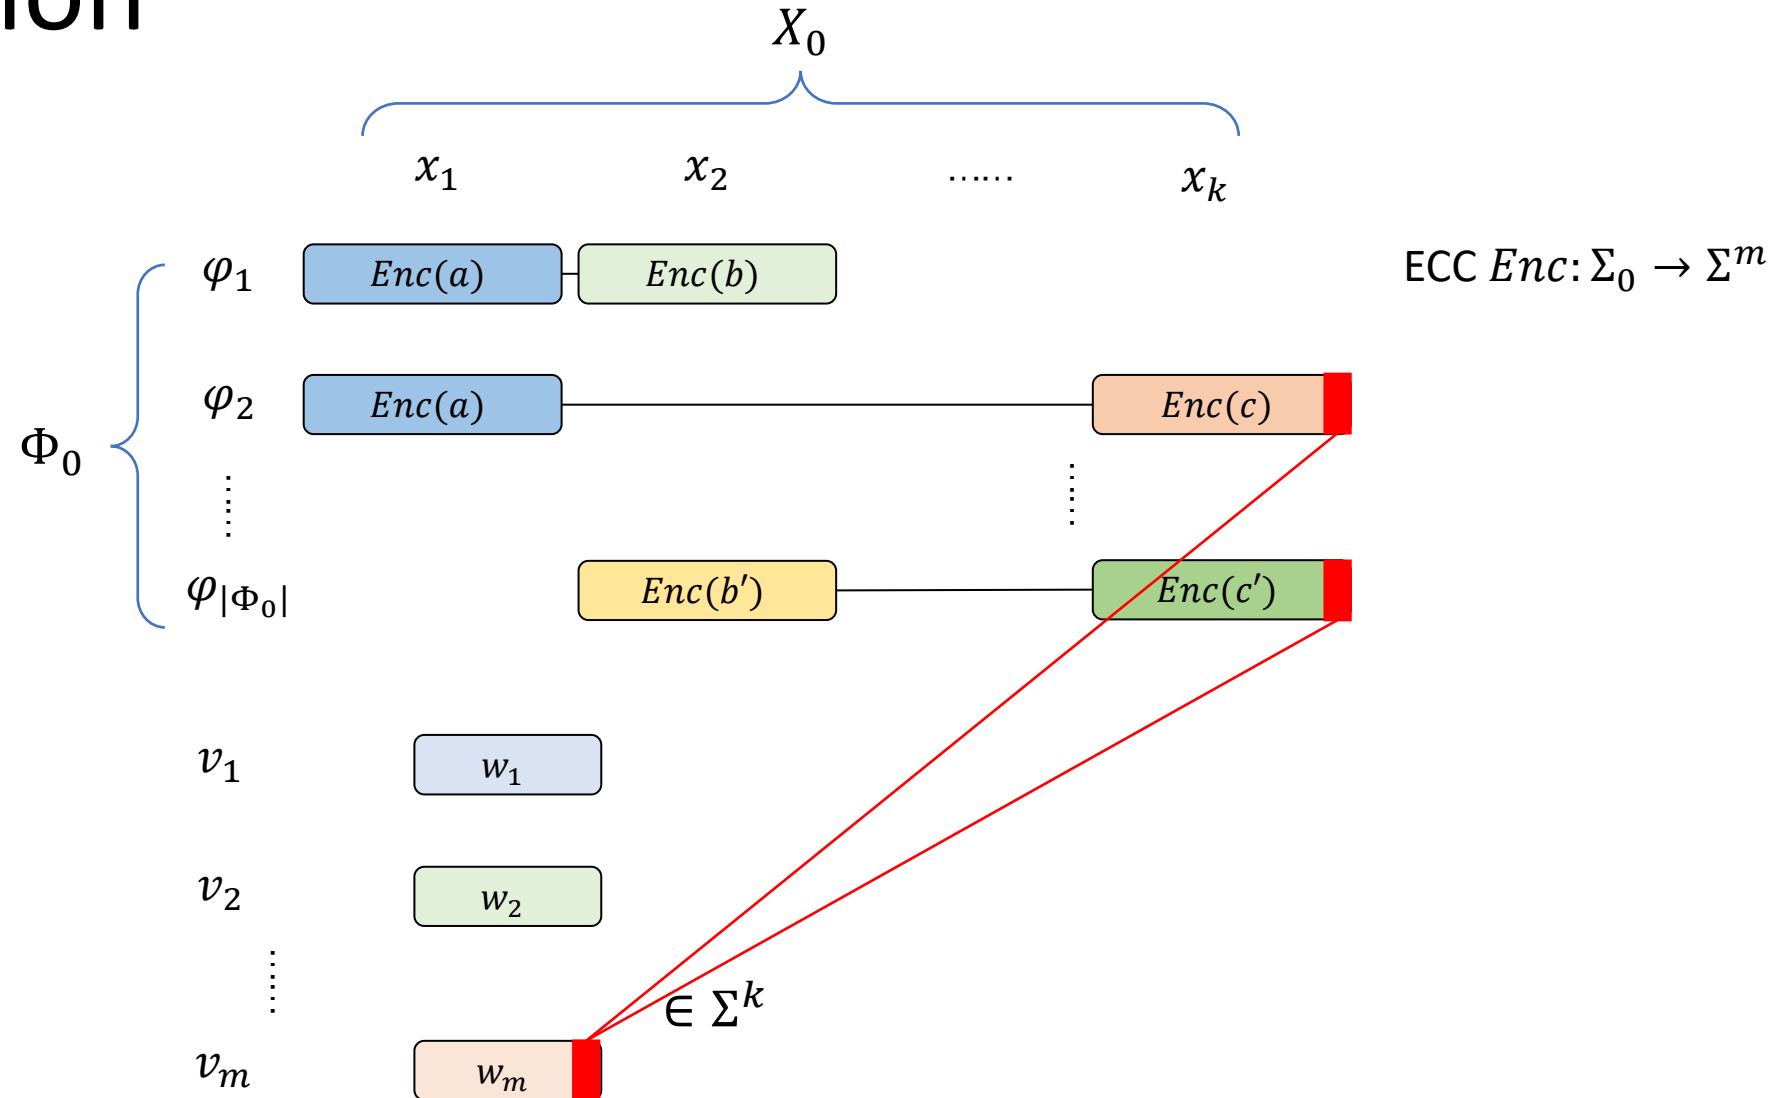 X₀
x₁ x₂ …… xₖ
φ₁ Enc(a) Enc(b) ECC Enc: Σ₀ → Σᵐ
φ₂ Enc(a) Enc(c)
Φ₀
φ|Φ₀| Enc(b′) Enc(c′)
v₁ w₁
v₂ w₂
∈ Σᵏ
vₘ wₘ